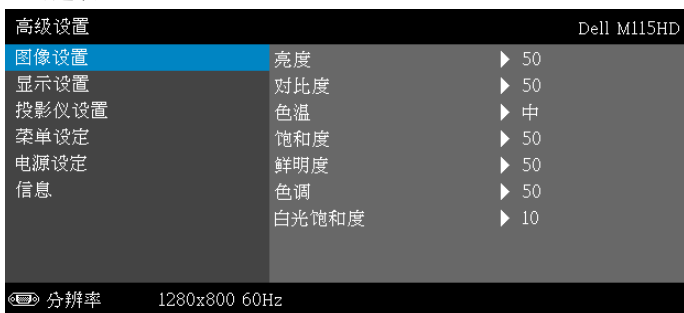 高级设置 Dell M115HD
图像设置 亮度 50
显示设置 对比度 50
投影仪设置 色温 中
菜单设定 饱和度 50
电源设定 鲜明度 50
信息 色调 50
白光饱和度 10
分辨率 1280x800 60Hz